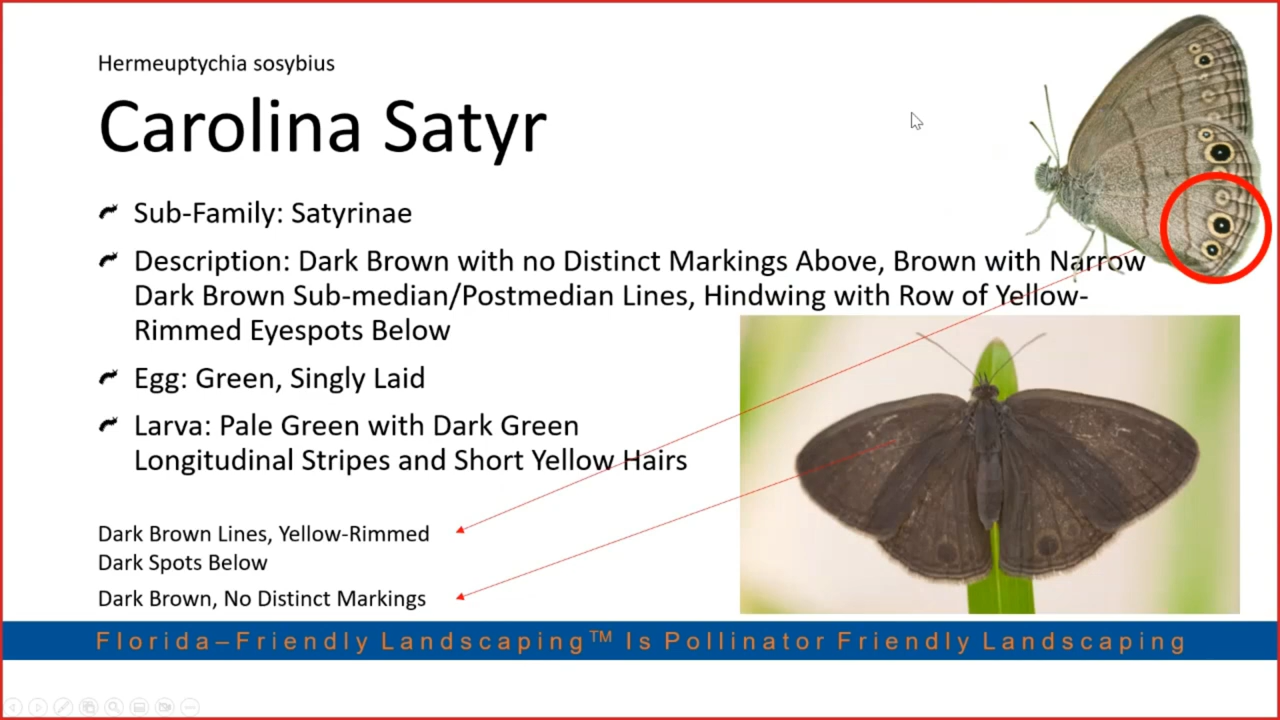 Hermeuptychia sosybius
Carolina Satyr
Sub-Family: Satyrinae
Description: Dark Brown with no Distinct Markings Above, Brown with Narrow
Dark Brown Sub-median/Postmedian Lines, Hindwing with Row of Yellow-
Rimmed Eyespots Below
Egg: Green, Singly Laid
Larva: Pale Green with Dark Green
Longitudinal Stripes and Short Yellow Hairs
Dark Brown Lines, Yellow-Rimmed
Dark Spots Below
Dark Brown, No Distinct Markings
Florida–Friendly Landscaping™ Is Pollinator Friendly Landscaping